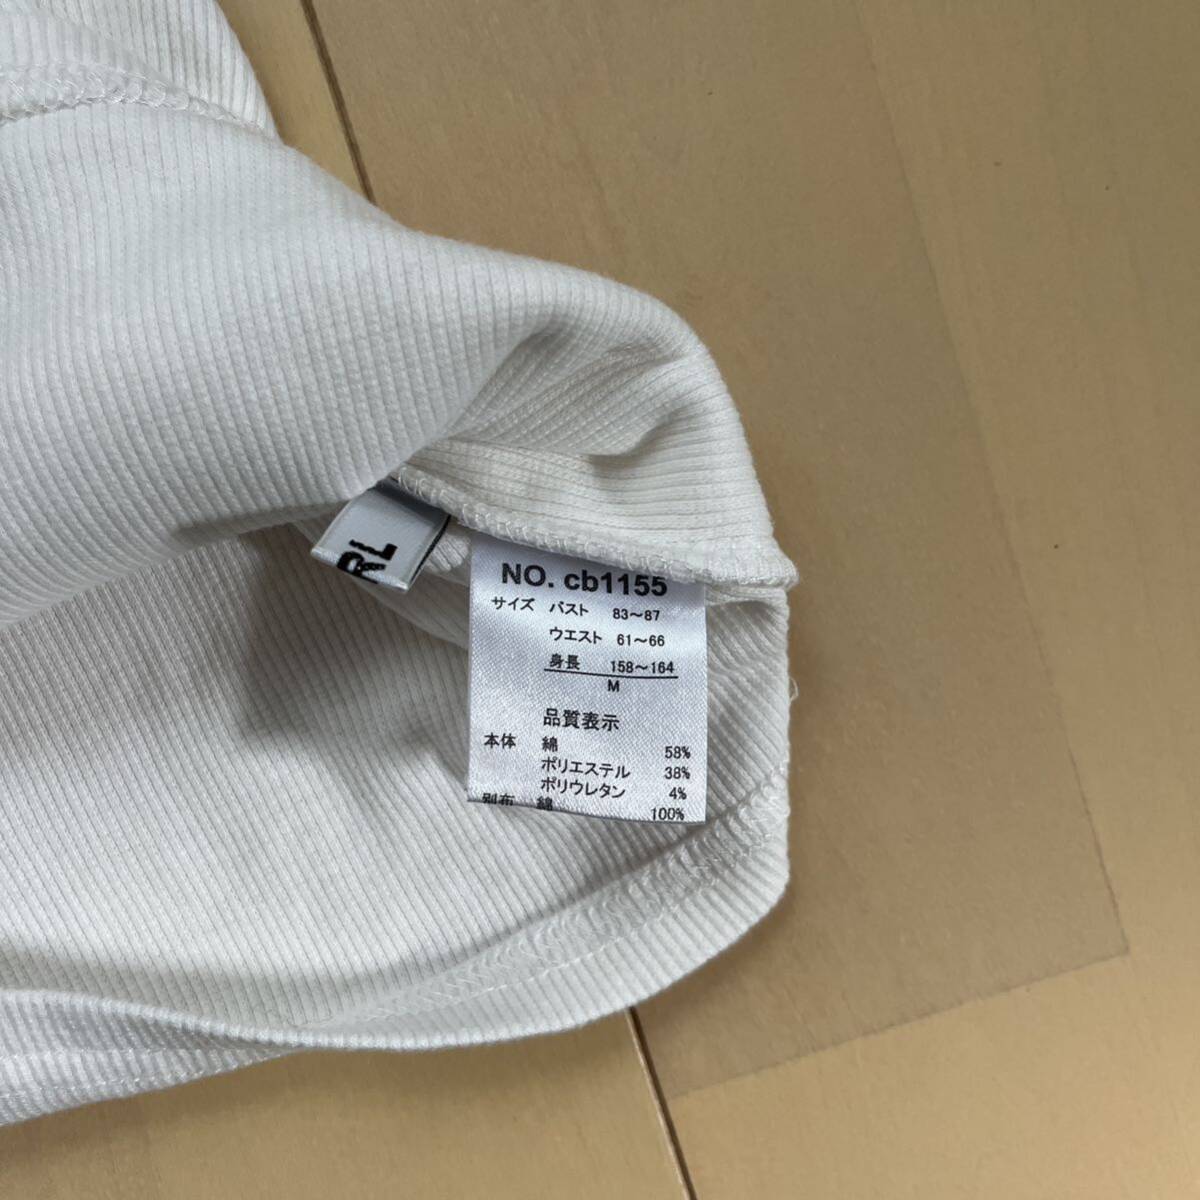 NO. cb1155
サイズ バスト 83～87
ウエスト 61～66
身長 158～164
M
品質表示
本体 綿 58%
ポリエステル 38%
ポリウレタン 4%
別布 綿 100%